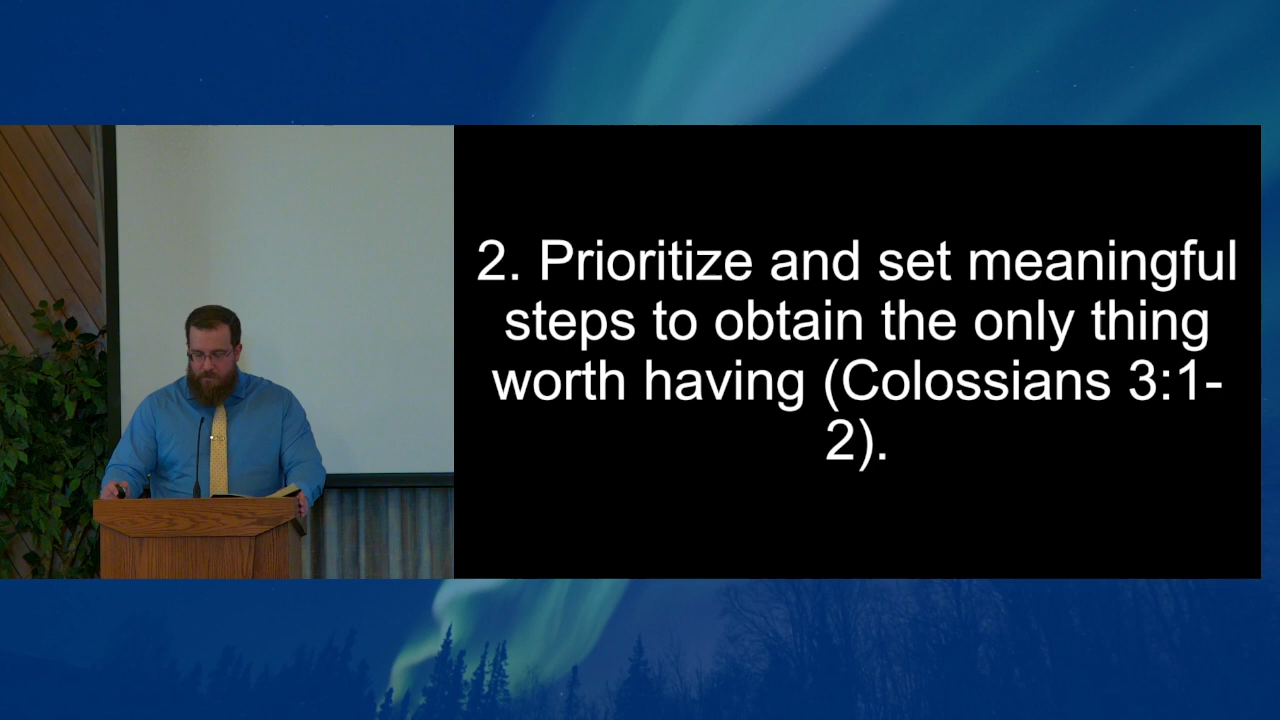 2. Prioritize and set meaningful
steps to obtain the only thing
worth having (Colossians 3:1-
2).